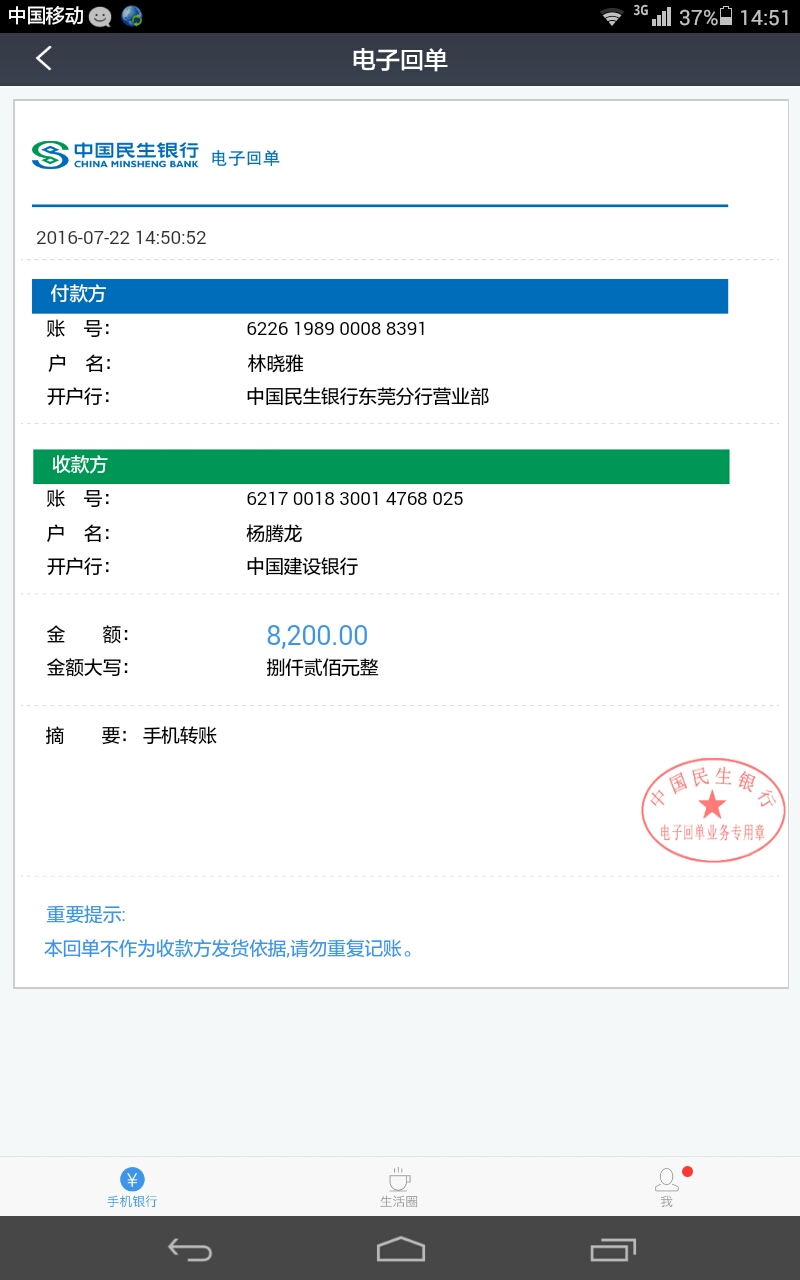 中国移动 3G 37% 14:51
电子回单
中国民生银行 电子回单
CHINA MINSHENG BANK
2016-07-22 14:50:52
付款方
账 号: 6226 1989 0008 8391
户 名: 林晓雅
开户行: 中国民生银行东莞分行营业部
收款方
账 号: 6217 0018 3001 4768 025
户 名: 杨腾龙
开户行: 中国建设银行
金 额: 8,200.00
金额大写: 捌仟贰佰元整
摘 要: 手机转账
中国民生银行
电子回单业务专用章
重要提示:
本回单不作为收款方发货依据,请勿重复记账。
¥
手机银行 生活圈 我